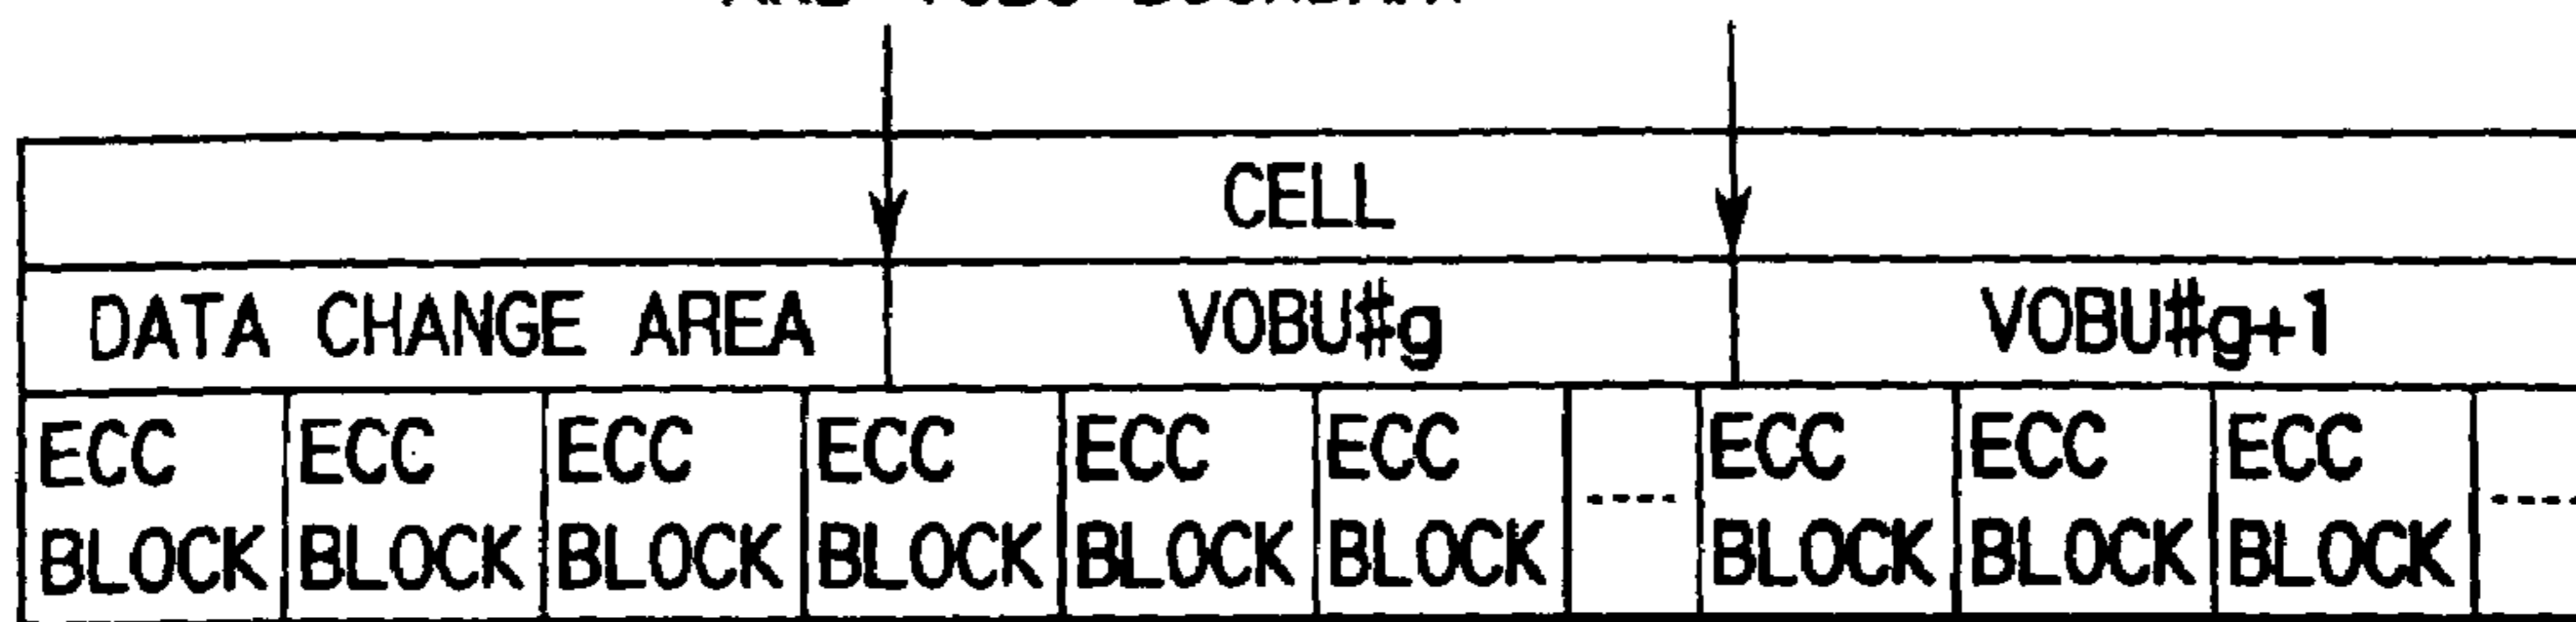 CELL
DATA CHANGE AREA VOBU#g VOBU#g+1
ECC ECC ECC ECC ECC ECC ---- ECC ECC ECC ----
BLOCK BLOCK BLOCK BLOCK BLOCK BLOCK BLOCK BLOCK BLOCK